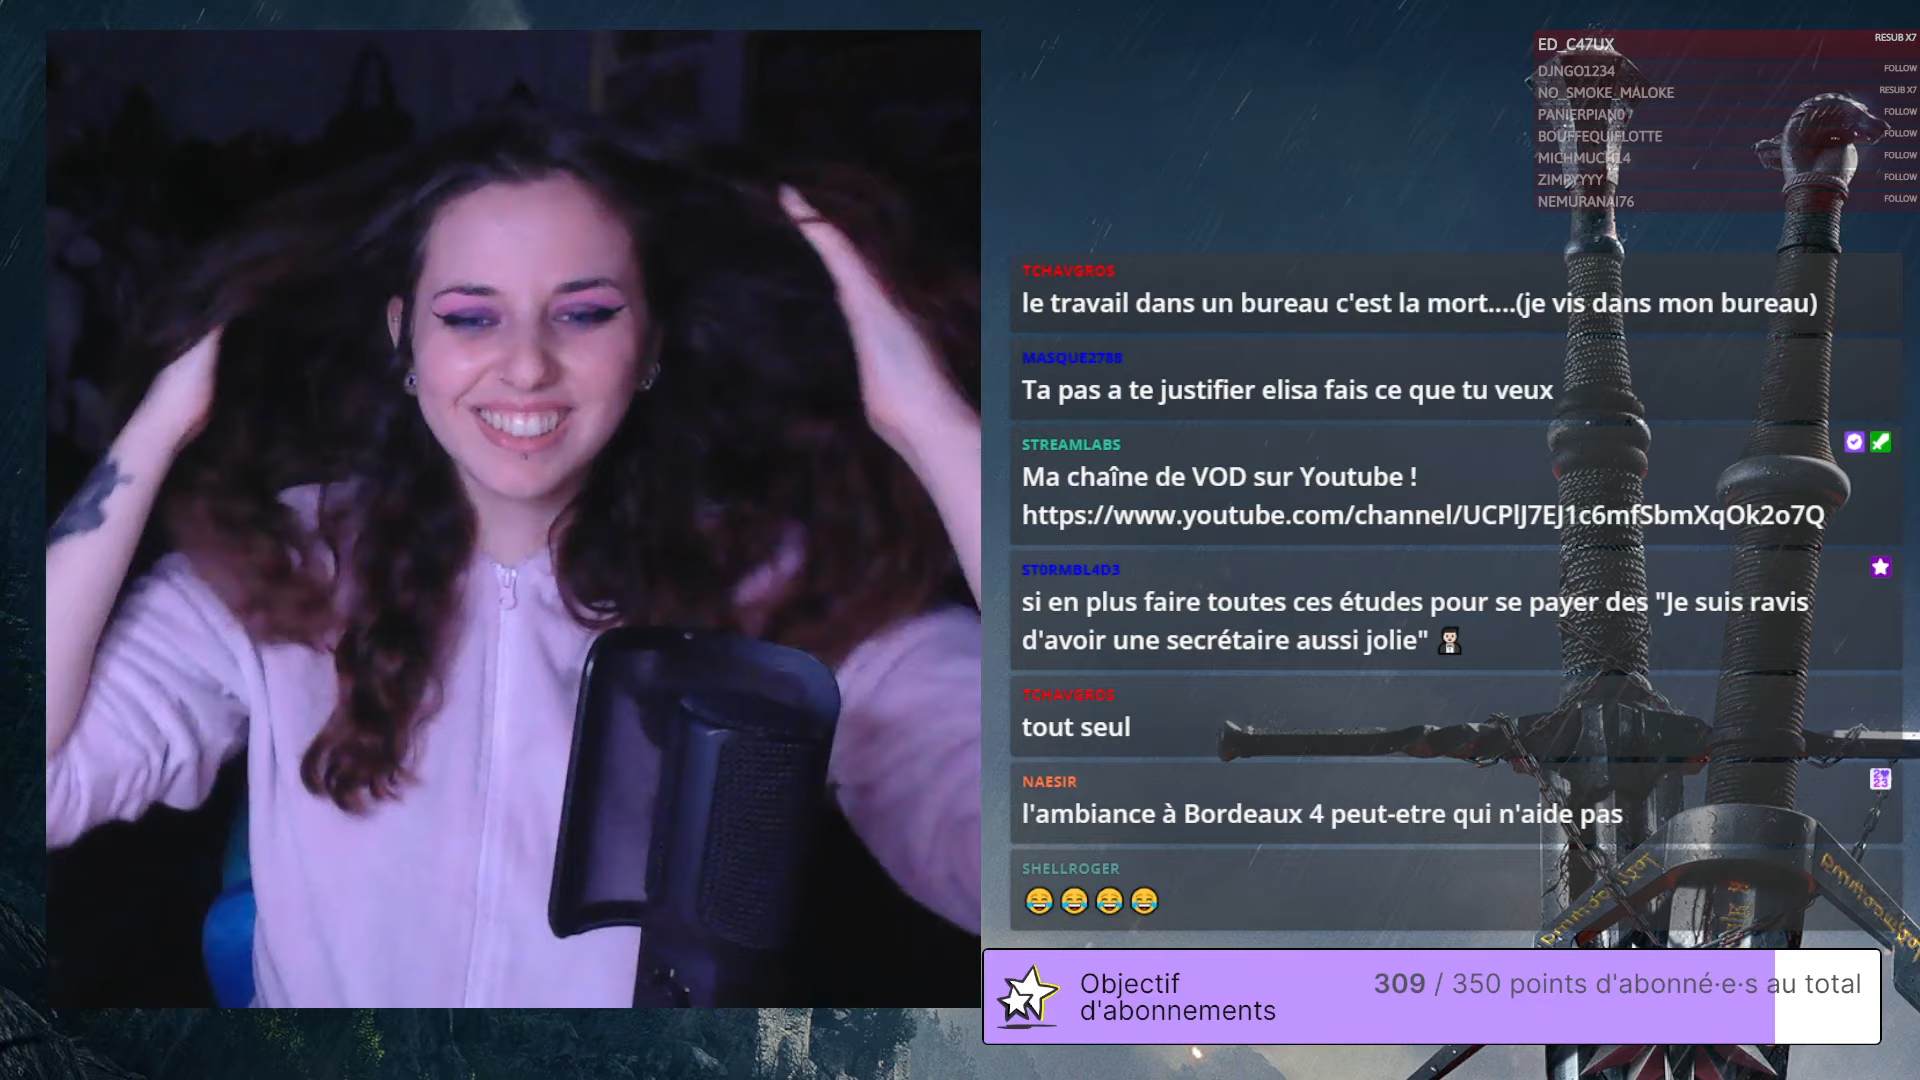 ED_C47UX RESUB X7
DJNGO1234 FOLLOW
NO_SMOKE_MALOKE RESUB X7
PANIERPIAN07 FOLLOW
BOUFFEQUIFLOTTE FOLLOW
MICHMUCH14 FOLLOW
ZIMPYYYY FOLLOW
NEMURANAI76 FOLLOW
TCHAVGROS
le travail dans un bureau c'est la mort....(je vis dans mon bureau)
MASQUE2788
Ta pas a te justifier elisa fais ce que tu veux
STREAMLABS
Ma chaîne de VOD sur Youtube !
https://www.youtube.com/channel/UCPlJ7EJ1c6mfSbmXqOk2o7Q
ST0RMBL4D3
si en plus faire toutes ces études pour se payer des "Je suis ravis
d'avoir une secrétaire aussi jolie"
TCHAVGROS
tout seul
NAESIR
2023
l'ambiance à Bordeaux 4 peut-etre qui n'aide pas
SHELLROGER
😂😂😂😂
Objectif
d'abonnements
309 / 350 points d'abonné·e·s au total